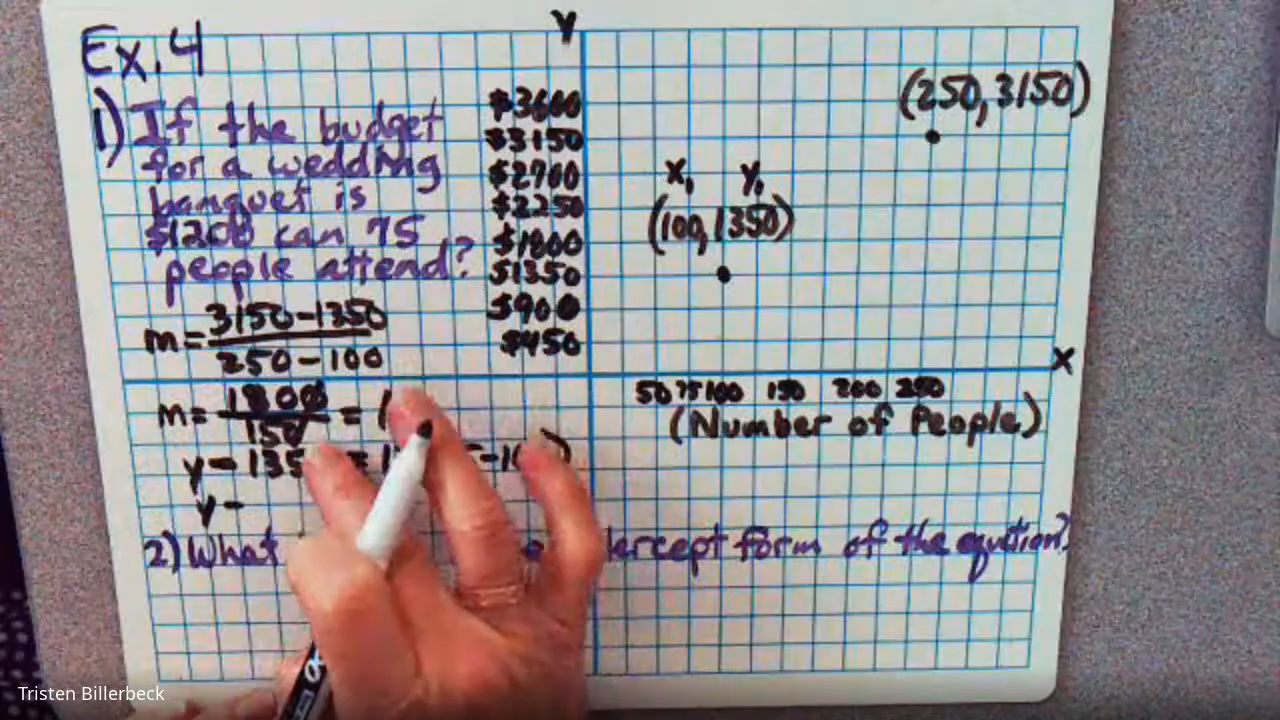 Ex. 4
1) If the budget
for a wedding
banquet is
$1200 can 75
people attend?
m = 3150-1350
250-100
m = 1800
150
=
y - 135
y -
2) What
tercept form of the eqution?
y
$3600
$3150
$2700
$2250
$1800
$1350
$900
$450
(250, 3150)
x₁ y₁
(100, 1350)
x
50 75 100 150 200 250
(Number of People)
Tristen Billerbeck